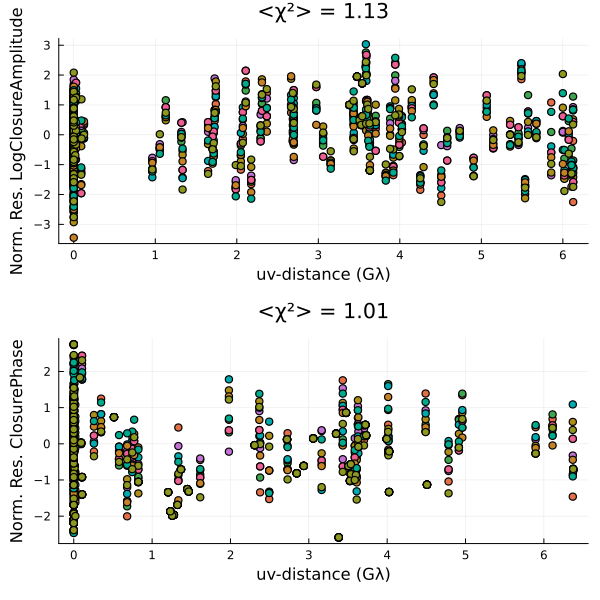 <χ²> = 1.13
Norm. Res. LogClosureAmplitude
3
2
1
0
−1
−2
−3
0 1 2 3 4 5 6
uv-distance (Gλ)
<χ²> = 1.01
Norm. Res. ClosurePhase
2
1
0
−1
−2
0 1 2 3 4 5 6
uv-distance (Gλ)